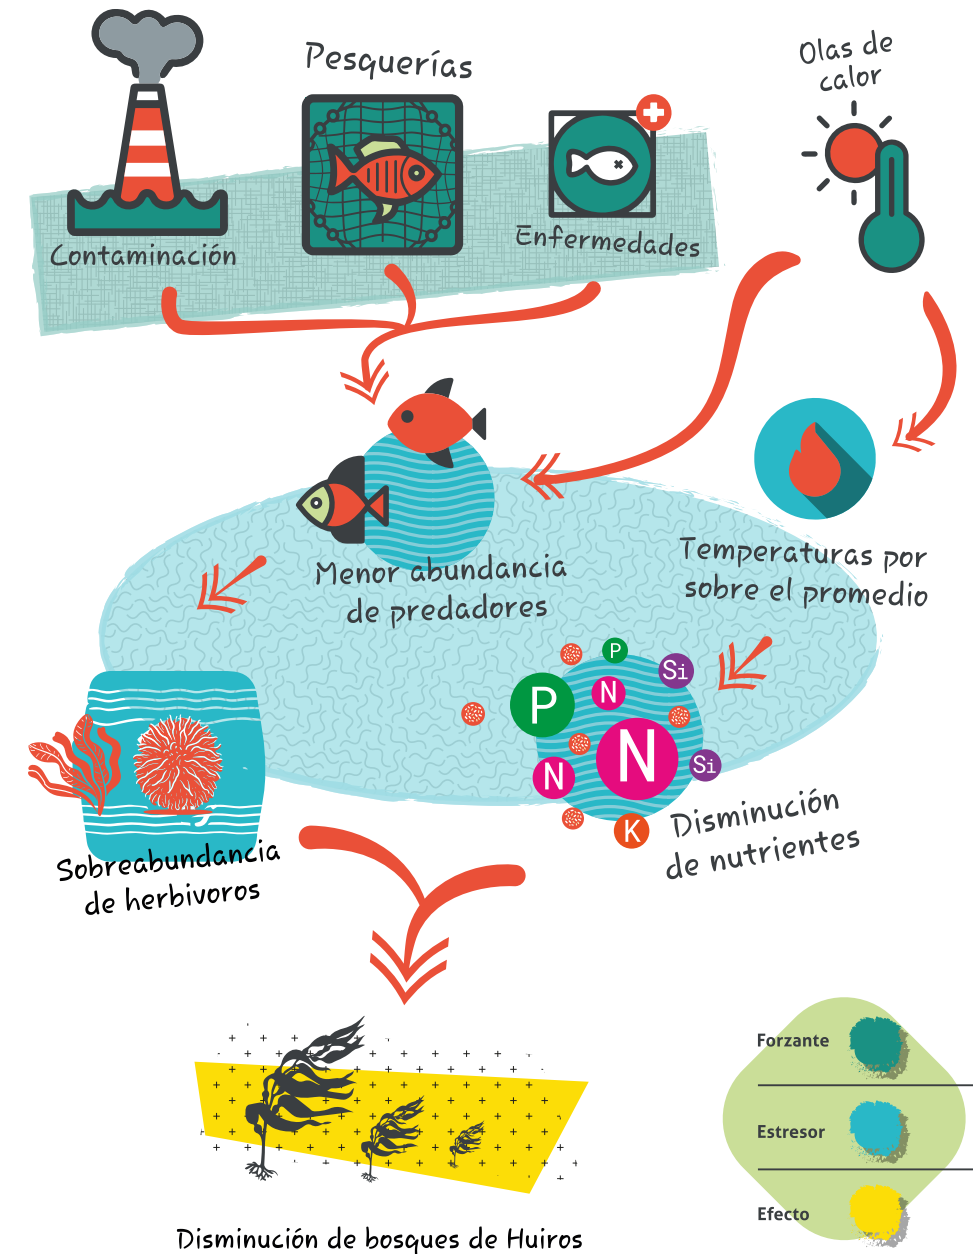 Pesquerías
Olas de
calor
Contaminación
Enfermedades
Menor abundancia
de predadores
Temperaturas por
sobre el promedio
P
Si
P
N
N
N
Si
K
Disminución
de nutrientes
Sobreabundancia
de herbivoros
Disminución de bosques de Huiros
Forzante
Estresor
Efecto